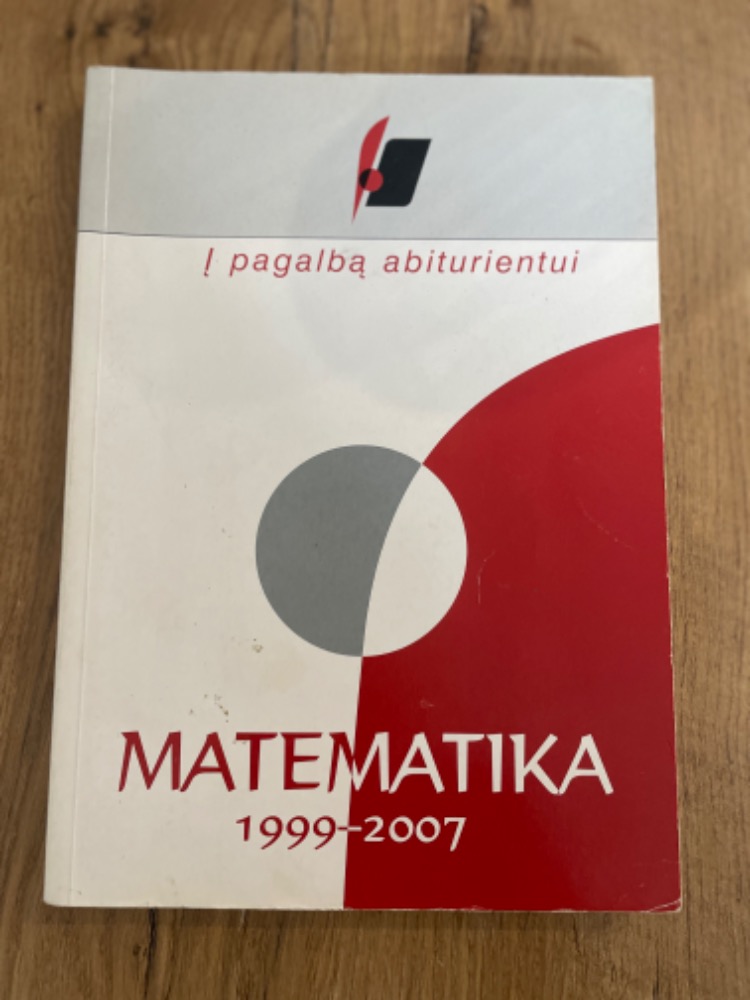 Į pagalbą abiturientui
MATEMATIKA
1999–2007